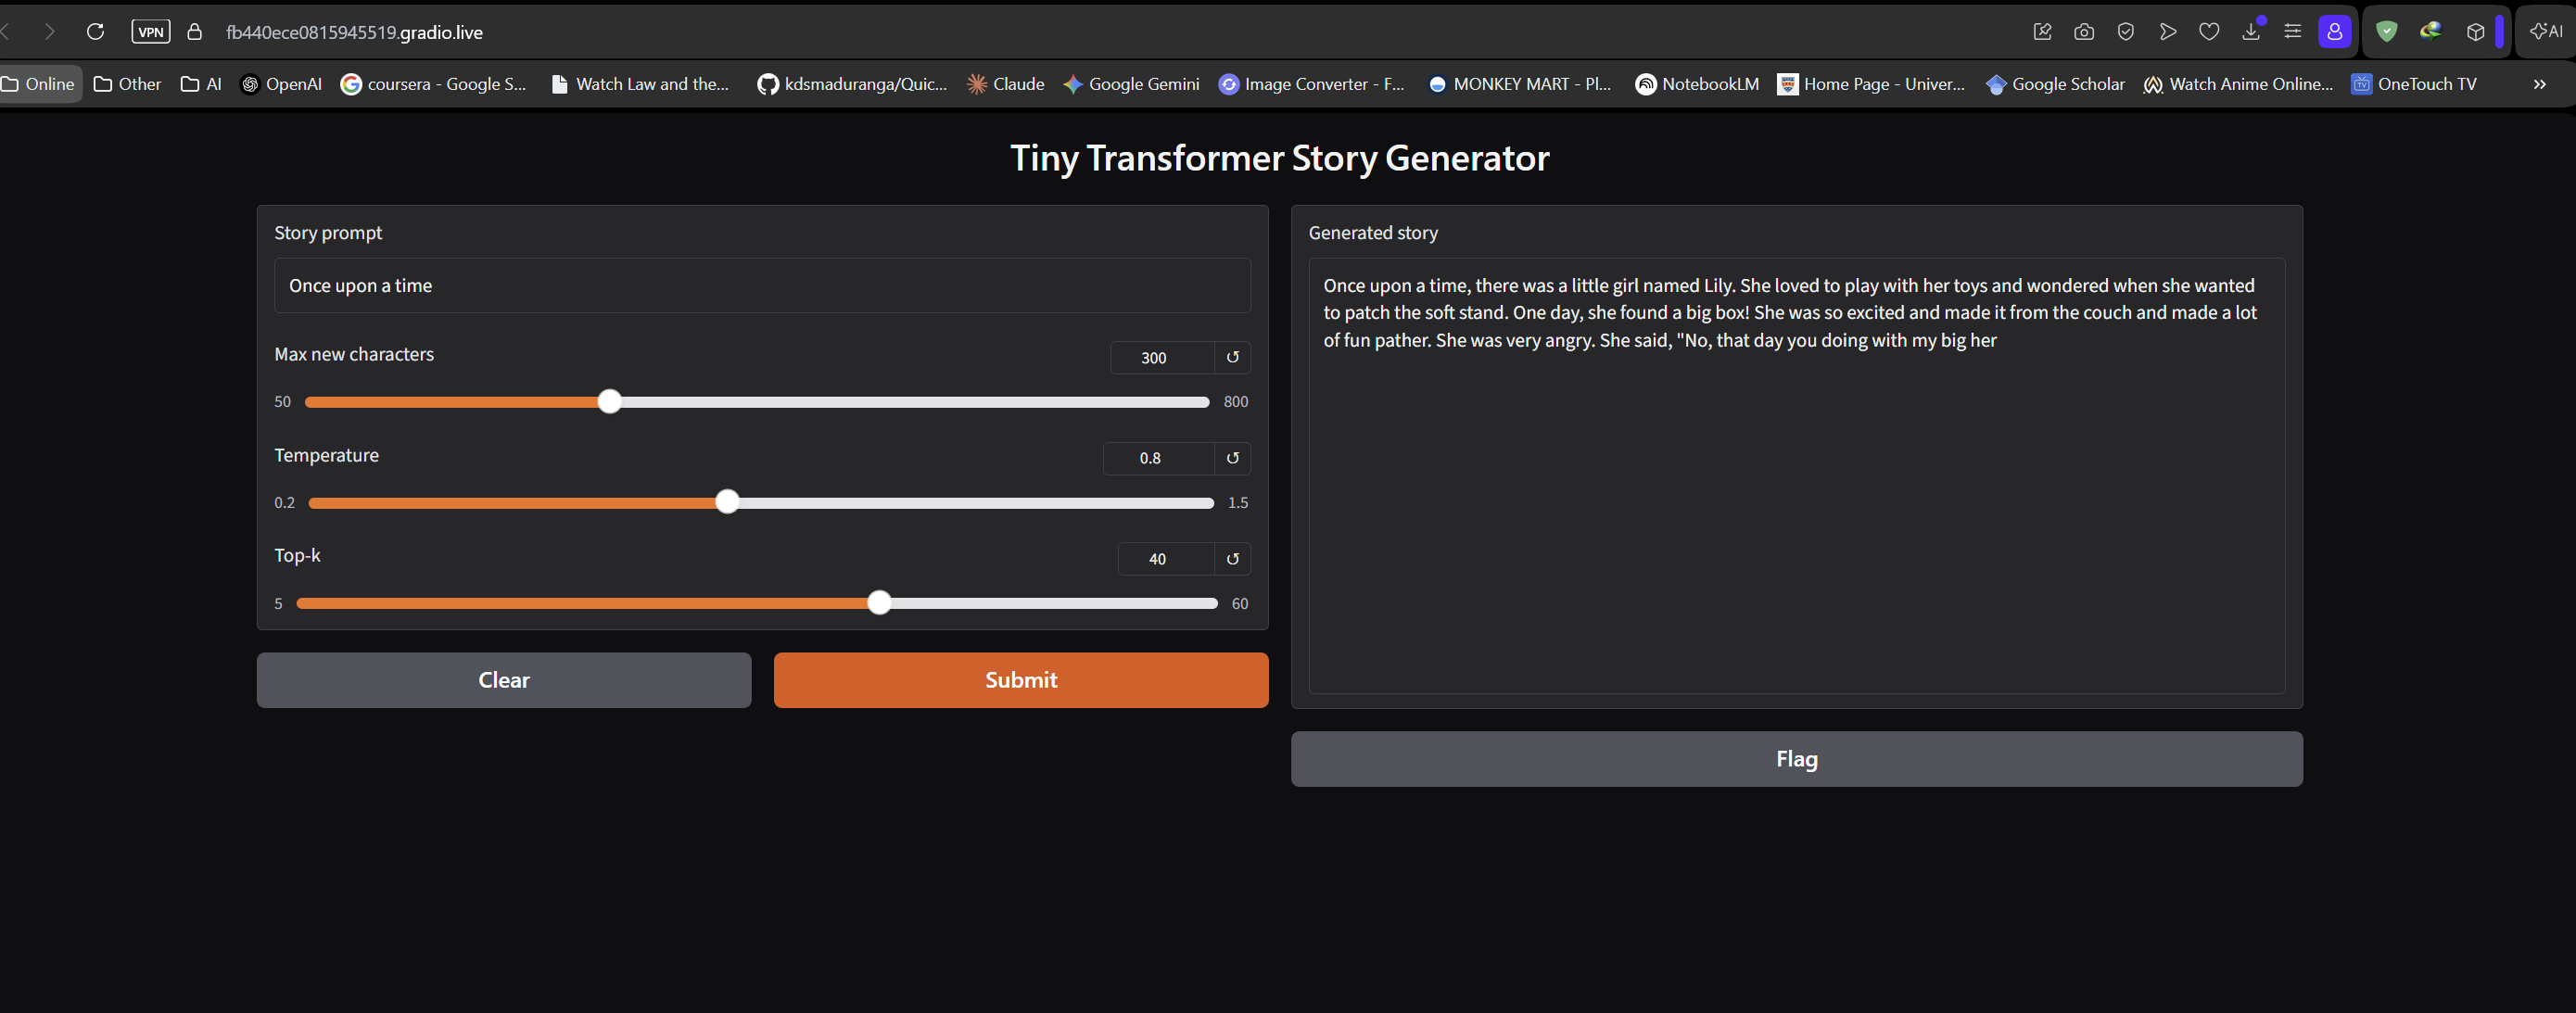 VPN
fb440ece0815945519.gradio.live
AI
Online
Other
AI
OpenAI
coursera - Google S...
Watch Law and the...
kdsmaduranga/Quic...
Claude
Google Gemini
Image Converter - F...
MONKEY MART - Pl...
NotebookLM
Home Page - Univer...
Google Scholar
Watch Anime Online...
OneTouch TV
Tiny Transformer Story Generator
Story prompt
Once upon a time
Max new characters
300
50
800
Temperature
0.8
0.2
1.5
Top-k
40
5
60
Clear
Submit
Generated story
Once upon a time, there was a little girl named Lily. She loved to play with her toys and wondered when she wanted
to patch the soft stand. One day, she found a big box! She was so excited and made it from the couch and made a lot
of fun pather. She was very angry. She said, "No, that day you doing with my big her
Flag